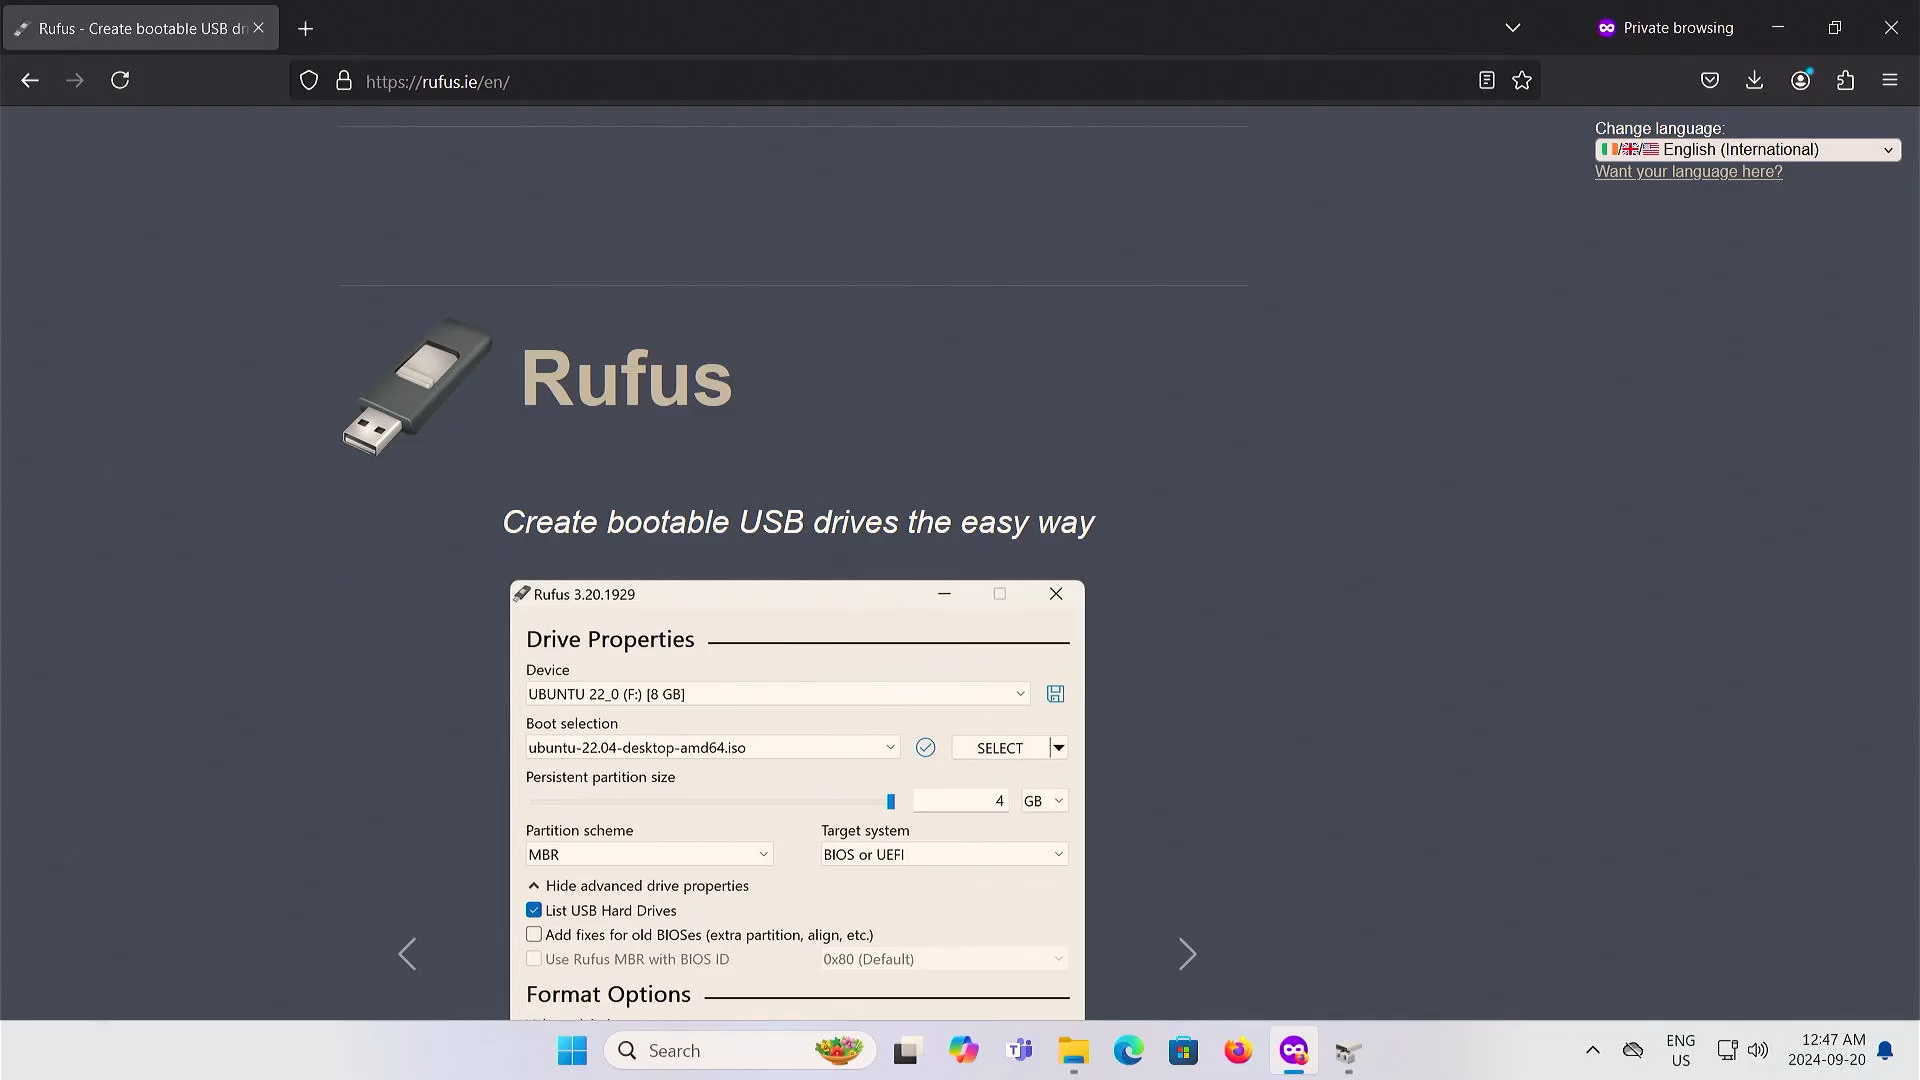 Rufus - Create bootable USB dri
Private browsing
https://rufus.ie/en/
Change language:
English (International)
Want your language here?
Rufus
Create bootable USB drives the easy way
Rufus 3.20.1929
Drive Properties
Device
UBUNTU 22_0 (F:) [8 GB]
Boot selection
ubuntu-22.04-desktop-amd64.iso
SELECT
Persistent partition size
4 GB
Partition scheme Target system
MBR BIOS or UEFI
Hide advanced drive properties
List USB Hard Drives
Add fixes for old BIOSes (extra partition, align, etc.)
Use Rufus MBR with BIOS ID 0x80 (Default)
Format Options
Search
ENG
US
12:47 AM
2024-09-20